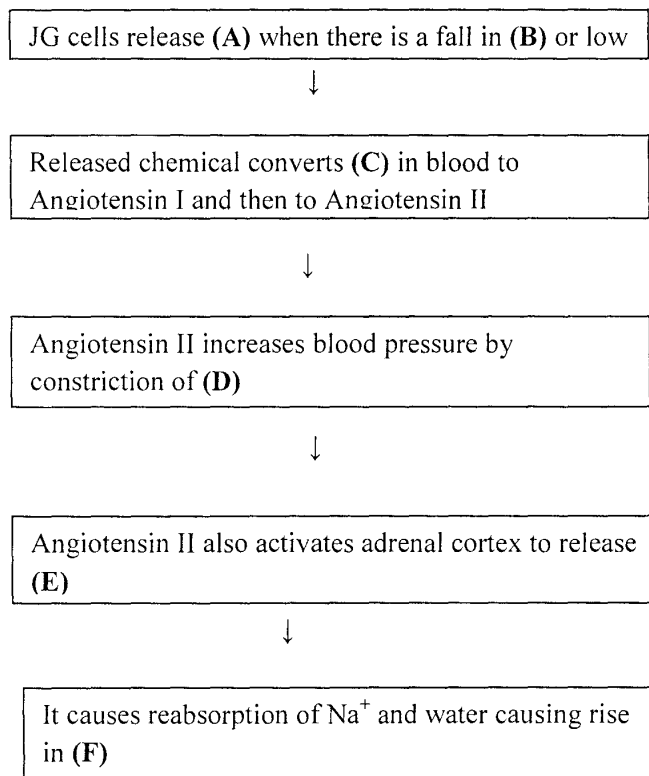 JG cells release (A) when there is a fall in (B) or low
↓
Released chemical converts (C) in blood to
Angiotensin I and then to Angiotensin II
↓
Angiotensin II increases blood pressure by
constriction of (D)
↓
Angiotensin II also activates adrenal cortex to release
(E)
↓
It causes reabsorption of Na⁺ and water causing rise
in (F)